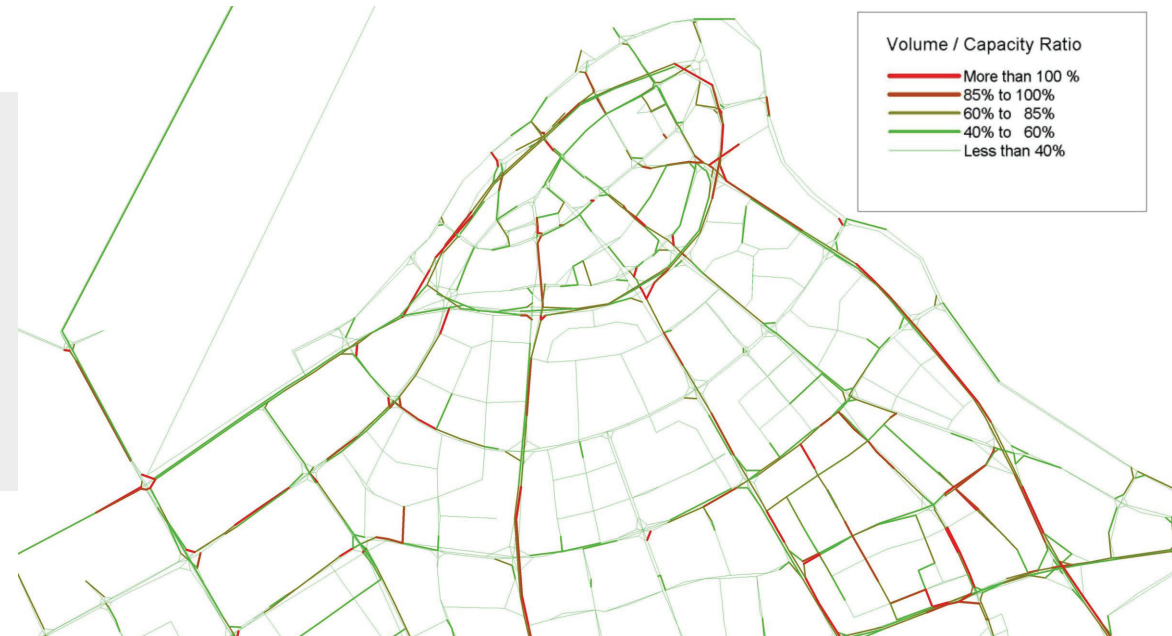 Volume / Capacity Ratio
More than 100 %
85% to 100%
60% to 85%
40% to 60%
Less than 40%